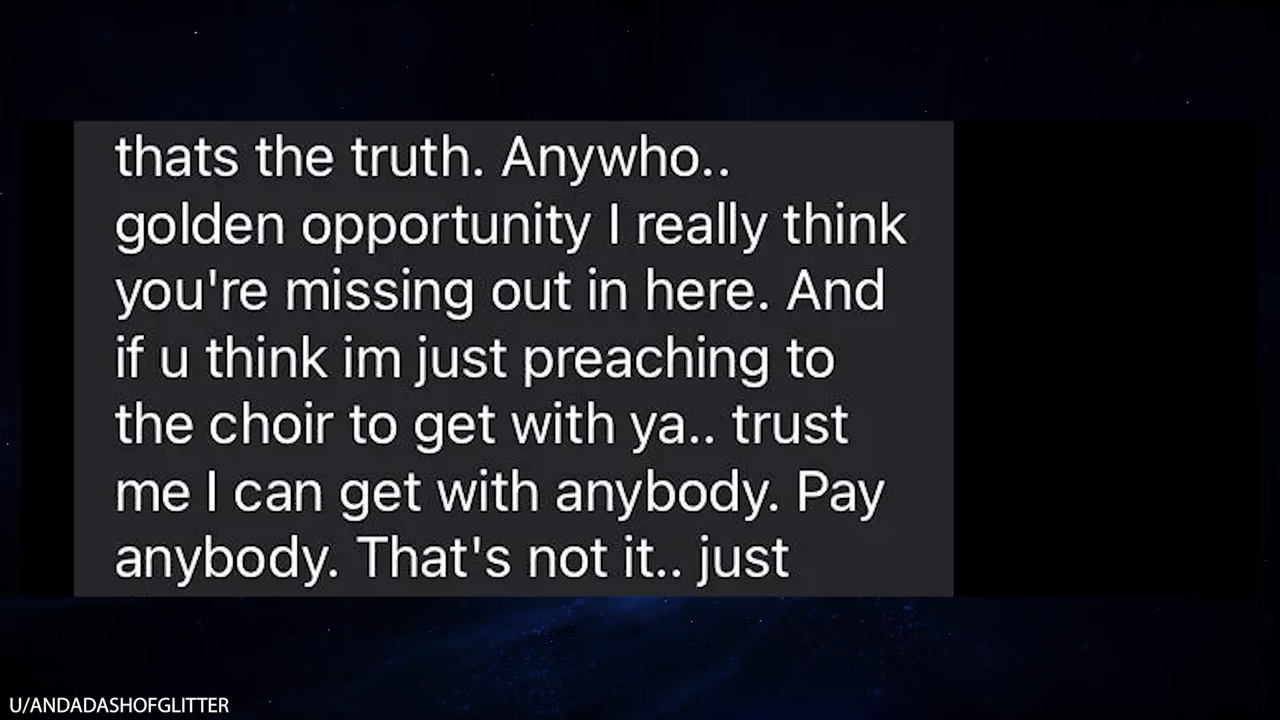 thats the truth. Anywho..
golden opportunity I really think
you're missing out in here. And
if u think im just preaching to
the choir to get with ya.. trust
me I can get with anybody. Pay
anybody. That's not it.. just
U/ANDADASHOFGLITTER